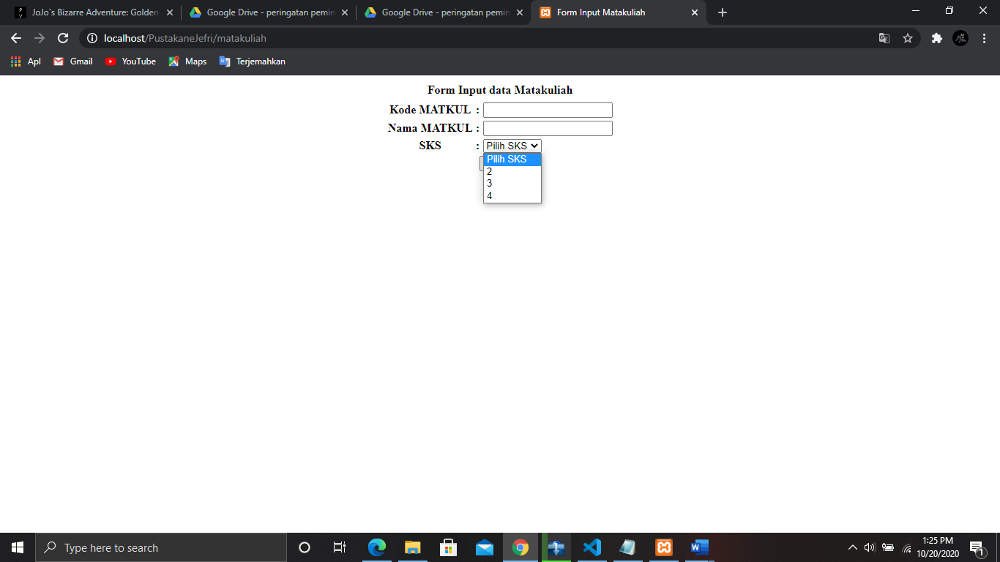 JoJo`s Bizarre Adventure: Golden
Google Drive - peringatan pemin
Google Drive - peringatan pemin
Form Input Matakuliah
localhost/PustakaneJefri/matakuliah
Apl
Gmail
YouTube
Maps
Terjemahkan
Form Input data Matakuliah
Kode MATKUL :
Nama MATKUL :
SKS : Pilih SKS
Pilih SKS
2
3
4
Type here to search
1:25 PM
10/20/2020
1